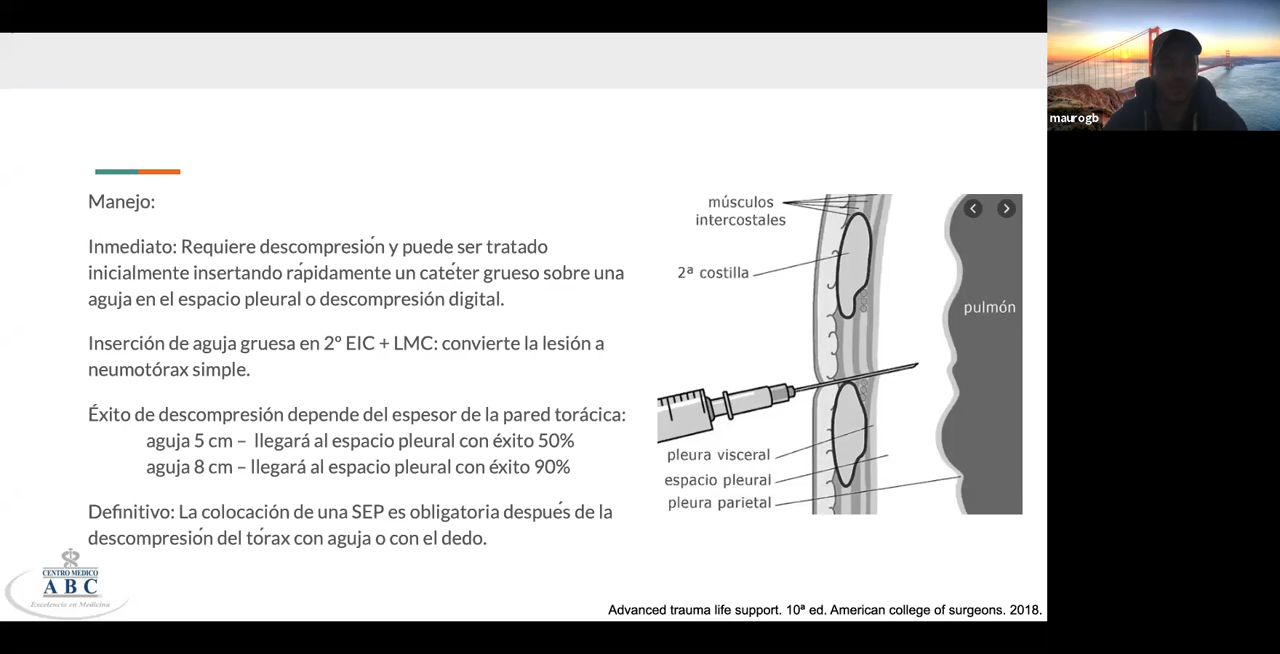 maurogb
Manejo:
Inmediato: Requiere descompresión y puede ser tratado
inicialmente insertando rápidamente un catéter grueso sobre una
aguja en el espacio pleural o descompresión digital.
Inserción de aguja gruesa en 2º EIC + LMC: convierte la lesión a
neumotórax simple.
Éxito de descompresión depende del espesor de la pared torácica:
aguja 5 cm – llegará al espacio pleural con éxito 50%
aguja 8 cm – llegará al espacio pleural con éxito 90%
Definitivo: La colocación de una SEP es obligatoria después de la
descompresión del tórax con aguja o con el dedo.
músculos
intercostales
2ª costilla
pulmón
pleura visceral
espacio pleural
pleura parietal
CENTRO MEDICO
ABC
Excelencia en Medicina
Advanced trauma life support. 10ª ed. American college of surgeons. 2018.